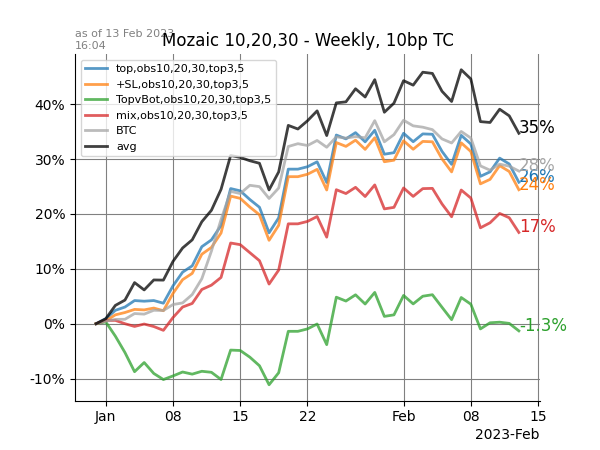 as of 13 Feb 2023
16:04
Mozaic 10,20,30 - Weekly, 10bp TC
top,obs10,20,30,top3,5
+SL,obs10,20,30,top3,5
TopvBot,obs10,20,30,top3,5
mix,obs10,20,30,top3,5
BTC
avg
40%
30%
20%
10%
0%
-10%
35%
28%
26%
24%
17%
-1.3%
Jan 08 15 22 Feb 08 15
2023-Feb